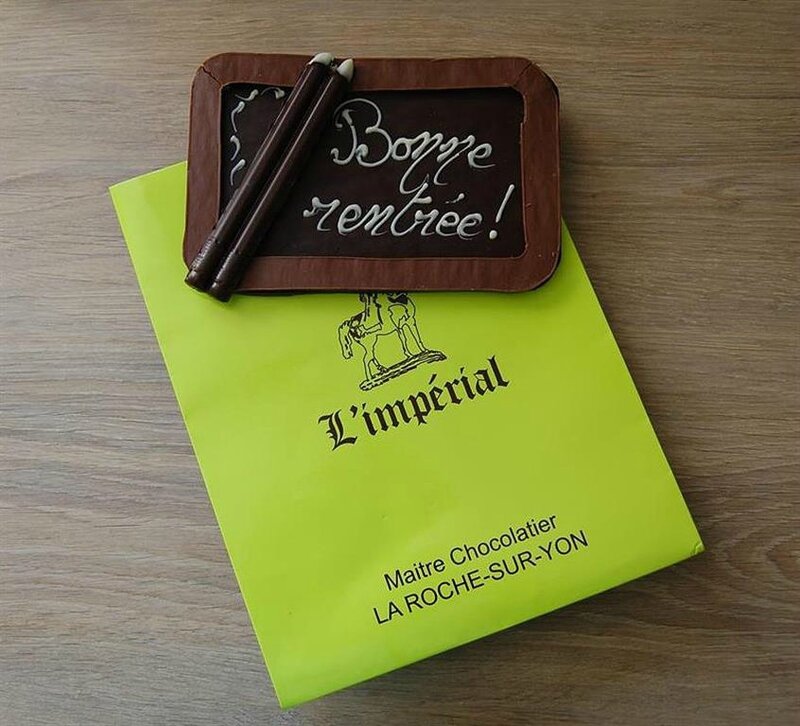 Bonne
rentrée!
L'impérial
Maitre Chocolatier
LA ROCHE-SUR-YON